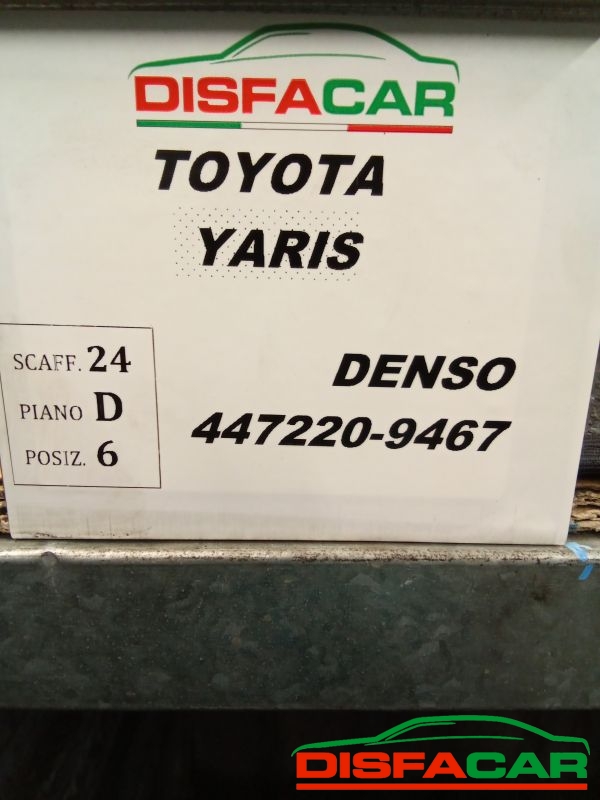 DISFACAR
TOYOTA
YARIS
SCAFF. 24
PIANO D
POSIZ. 6
DENSO
447220-9467
DISFACAR